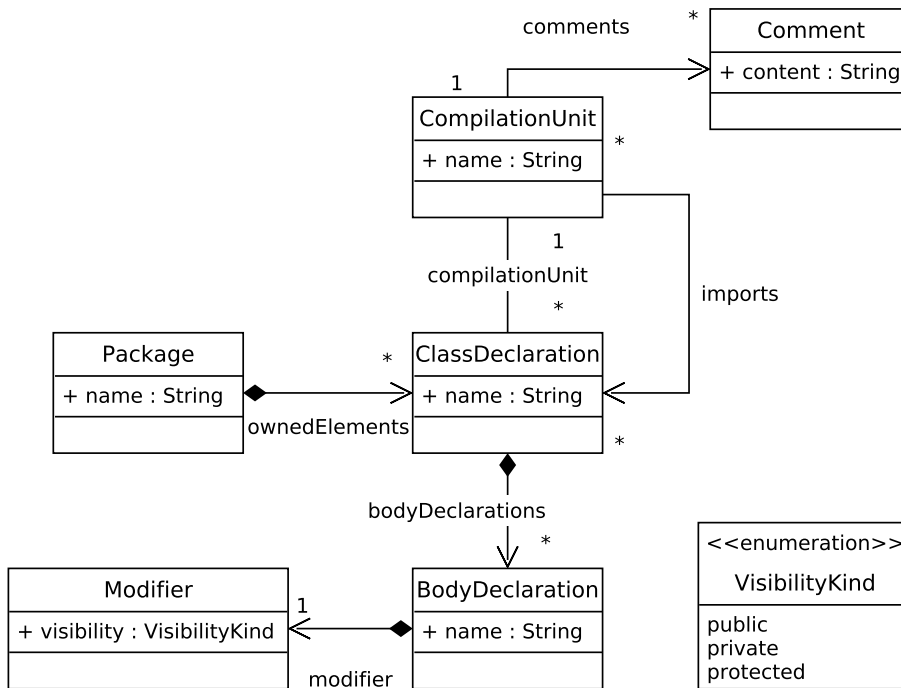 comments
*
Comment
+ content : String
1
CompilationUnit
+ name : String
*
1
compilationUnit
*
imports
Package
+ name : String
*
ownedElements
ClassDeclaration
+ name : String
*
bodyDeclarations
*
Modifier
+ visibility : VisibilityKind
1
modifier
BodyDeclaration
+ name : String
<<enumeration>>
VisibilityKind
public
private
protected